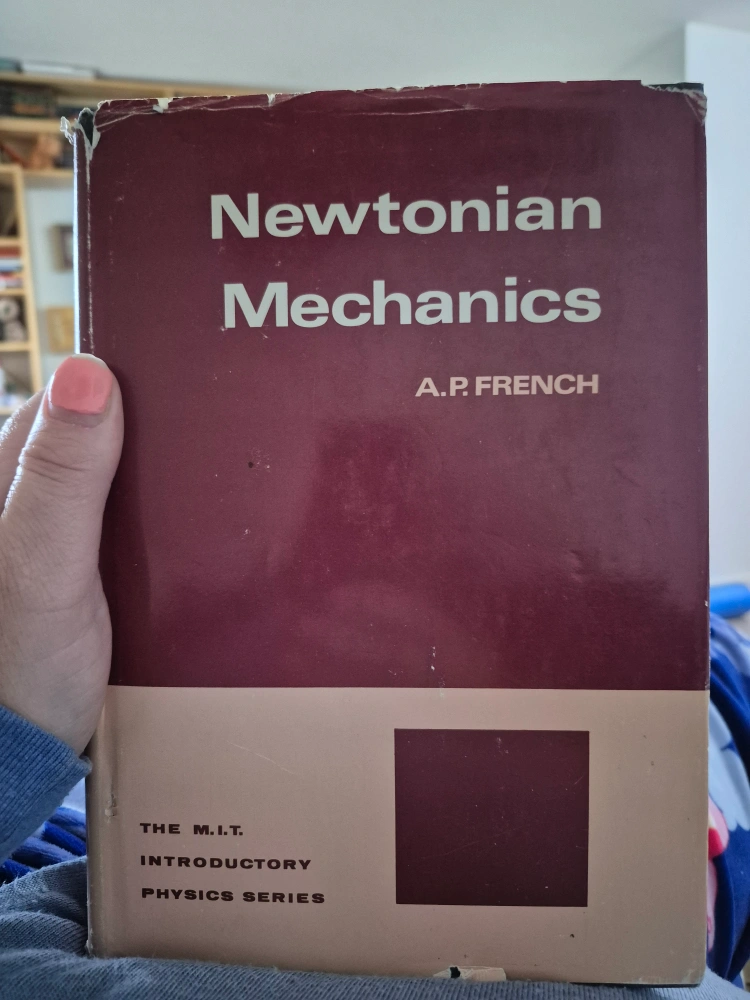 Newtonian
Mechanics
A.P. FRENCH
THE M.I.T.
INTRODUCTORY
PHYSICS SERIES